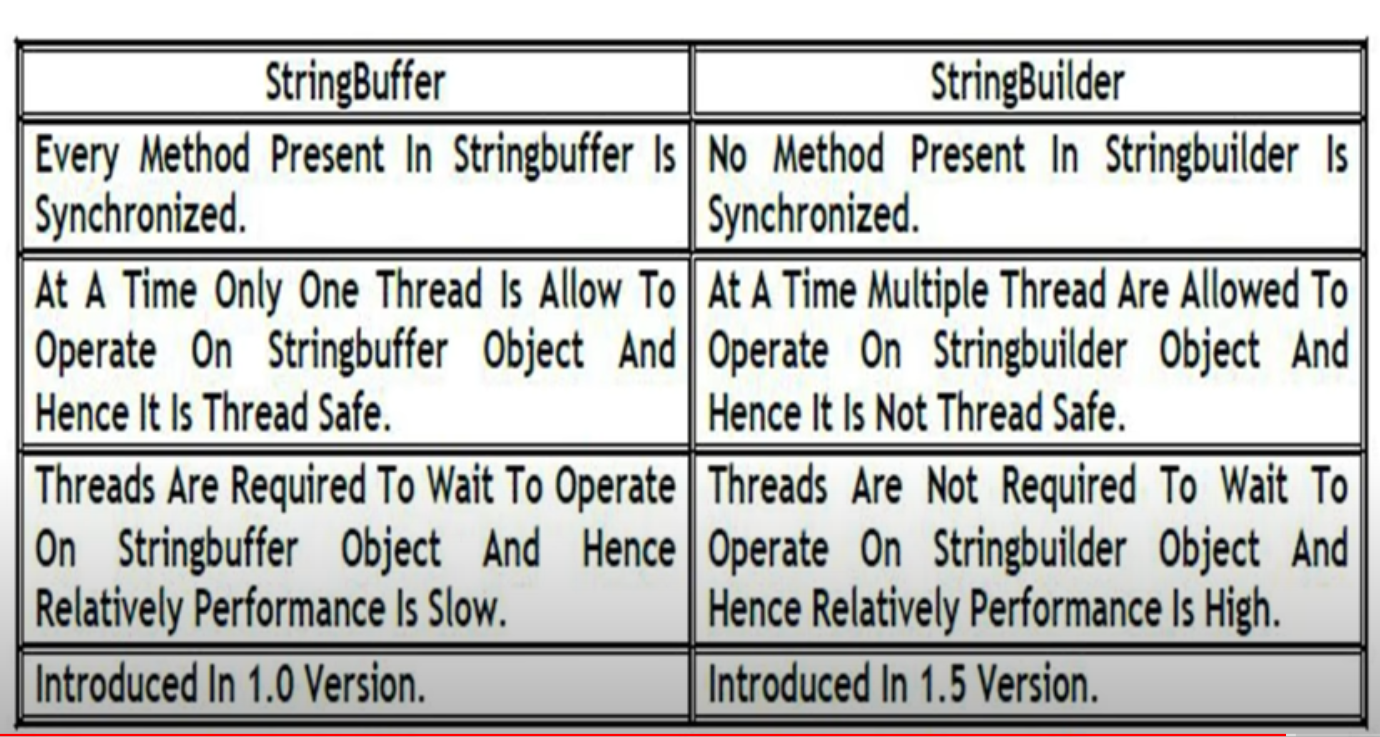 StringBuffer
StringBuilder
Every Method Present In Stringbuffer Is
Synchronized.
No Method Present In Stringbuilder Is
Synchronized.
At A Time Only One Thread Is Allow To
Operate On Stringbuffer Object And
Hence It Is Thread Safe.
At A Time Multiple Thread Are Allowed To
Operate On Stringbuilder Object And
Hence It Is Not Thread Safe.
Threads Are Required To Wait To Operate
On Stringbuffer Object And Hence
Relatively Performance Is Slow.
Threads Are Not Required To Wait To
Operate On Stringbuilder Object And
Hence Relatively Performance Is High.
Introduced In 1.0 Version.
Introduced In 1.5 Version.